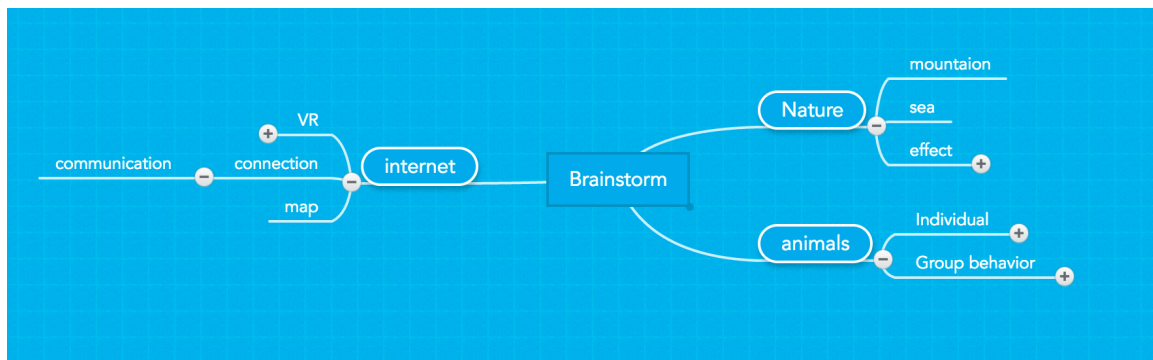 mountaion
Nature
sea
VR
effect
communication
connection
internet
Brainstorm
map
Individual
animals
Group behavior